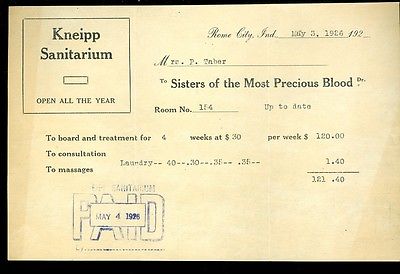 Kneipp
Sanitarium
OPEN ALL THE YEAR
Rome City, Ind. May 3, 1926 192
Mrs. P. Taber
To Sisters of the Most Precious Blood Dr.
Room No. 154 Up to date
To board and treatment for 4 weeks at $ 30 per week $ 120.00
To consultation
Laundry-- 40--.30--.35 --.35-- 1.40
To massages
121 .40
SANITARIUM
PAID
MAY 4 1926